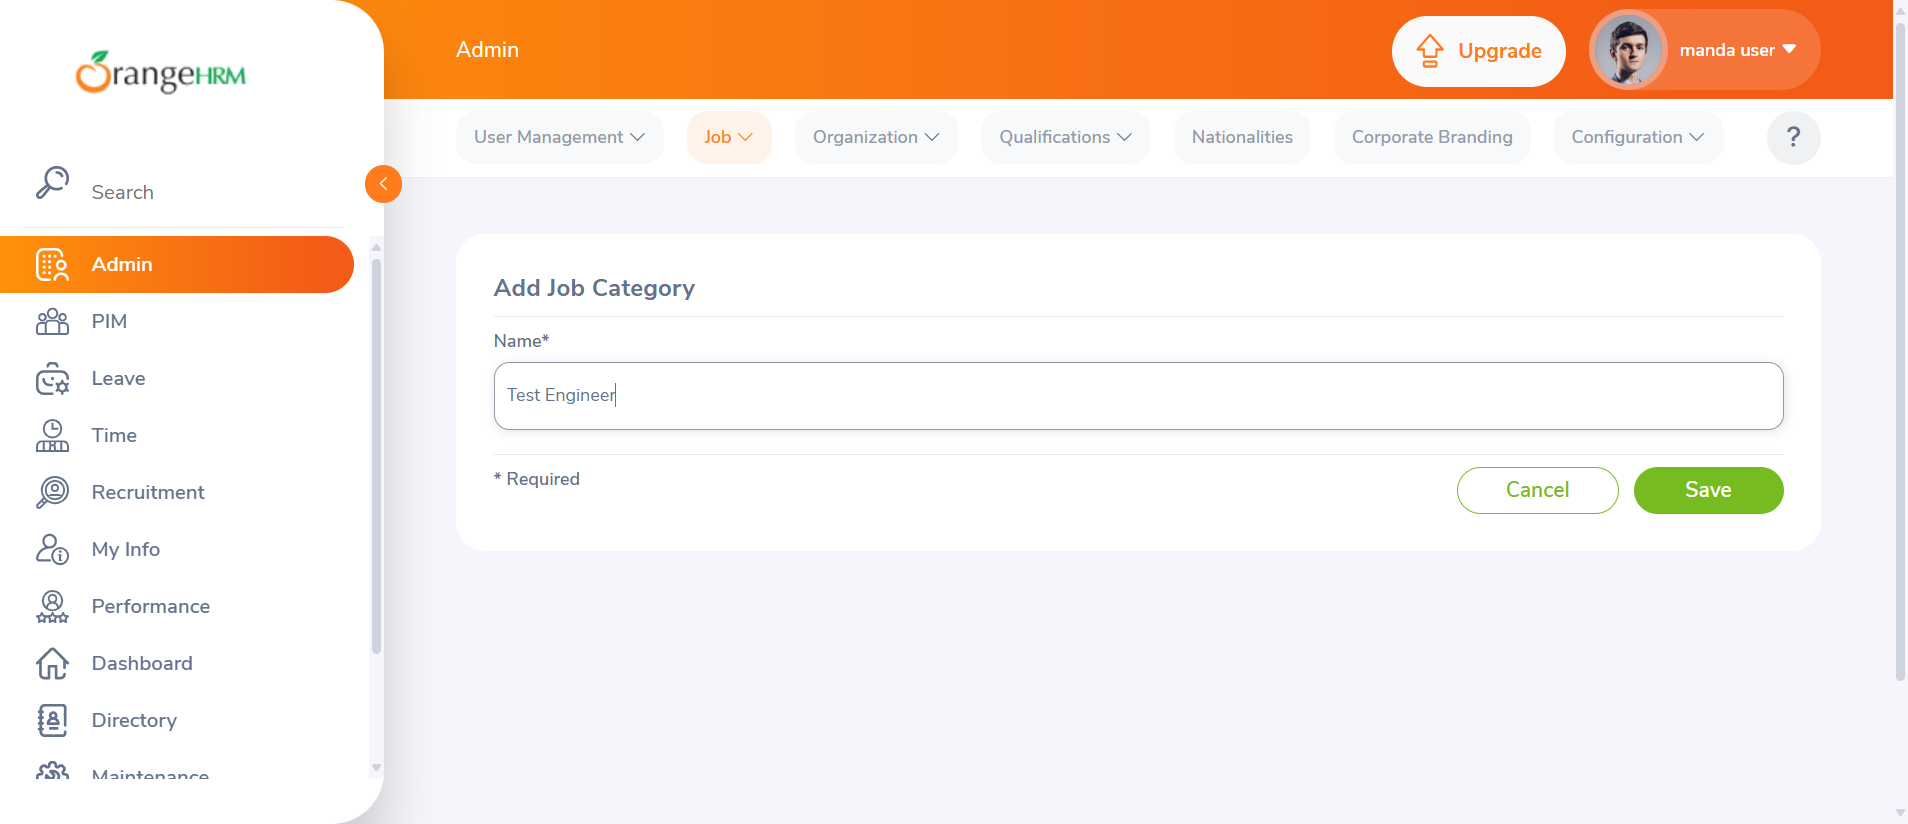 OrangeHRM
Admin
Upgrade
manda user
User Management
Job
Organization
Qualifications
Nationalities
Corporate Branding
Configuration
?
Search
Admin
PIM
Leave
Time
Recruitment
My Info
Performance
Dashboard
Directory
Maintenance
Add Job Category
Name*
Test Engineer
* Required
Cancel
Save